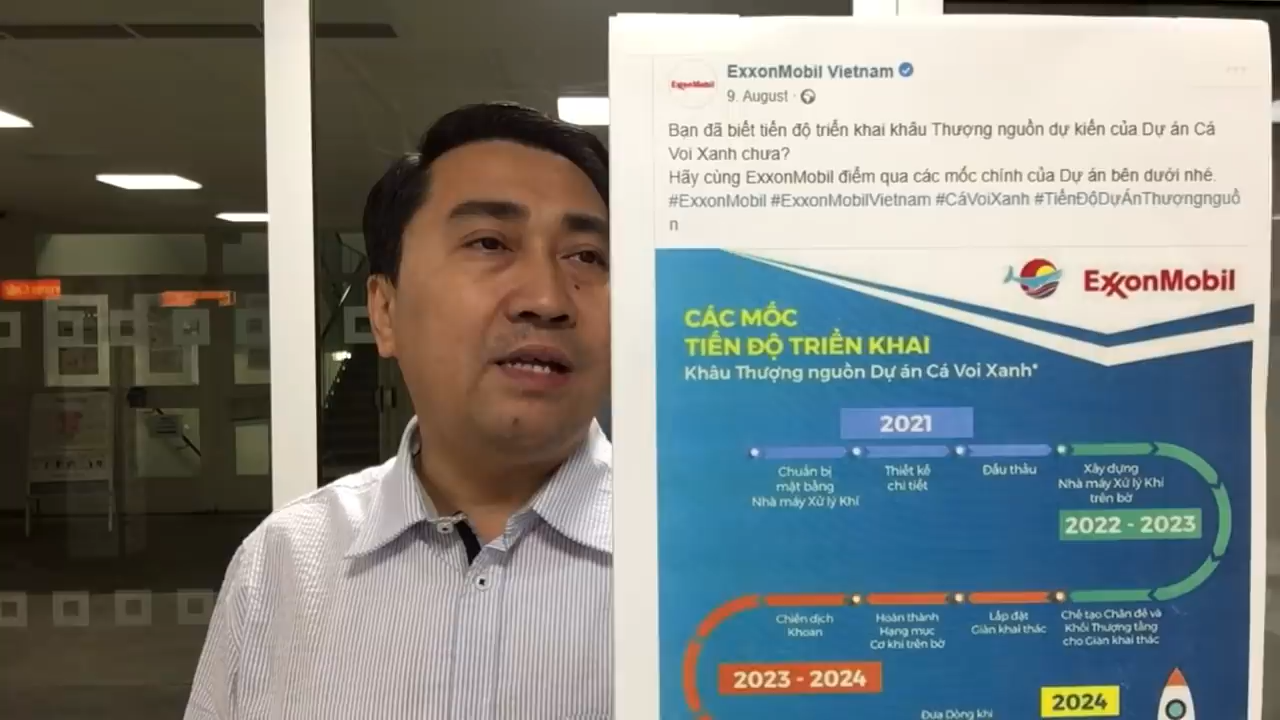 ExxonMobil
ExxonMobil Vietnam
9. August ·
Bạn đã biết tiến độ triển khai khâu Thượng nguồn dự kiến của Dự án Cá
Voi Xanh chưa?
Hãy cùng ExxonMobil điểm qua các mốc chính của Dự án bên dưới nhé.
#ExxonMobil #ExxonMobilVietnam #CáVoiXanh #TiếnĐộDựÁnThượngnguồ
n
ExxonMobil
CÁC MỐC
TIẾN ĐỘ TRIỂN KHAI
Khâu Thượng nguồn Dự án Cá Voi Xanh*
2021
Chuẩn bị
mặt bằng
Nhà máy Xử lý Khí
Thiết kế
chi tiết
Đấu thầu
Xây dựng
Nhà máy Xử lý Khí
trên bờ
2022 - 2023
Chiến dịch
Khoan
Hoàn thành
Hạng mục
Cơ khí trên bờ
Lắp đặt
Giàn khai thác
Chế tạo Chân đế và
Khối Thượng tầng
cho Giàn khai thác
2023 - 2024
2024
Đưa Dòng khí